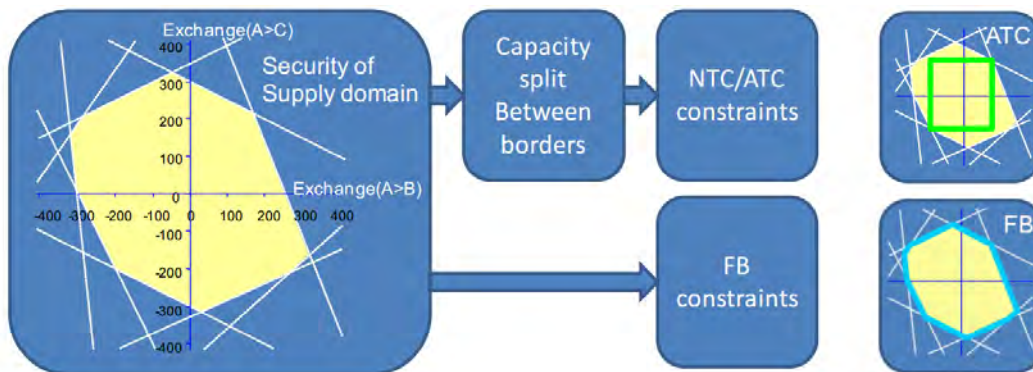 Exchange(A>C)
400
300
200
100
0
-100
-200
-300
-400
Security of
Supply domain
Exchange(A>B)
-400 -300 -200 -100 0 100 200 300 400
Capacity
split
Between
borders
NTC/ATC
constraints
ATC
FB
constraints
FB